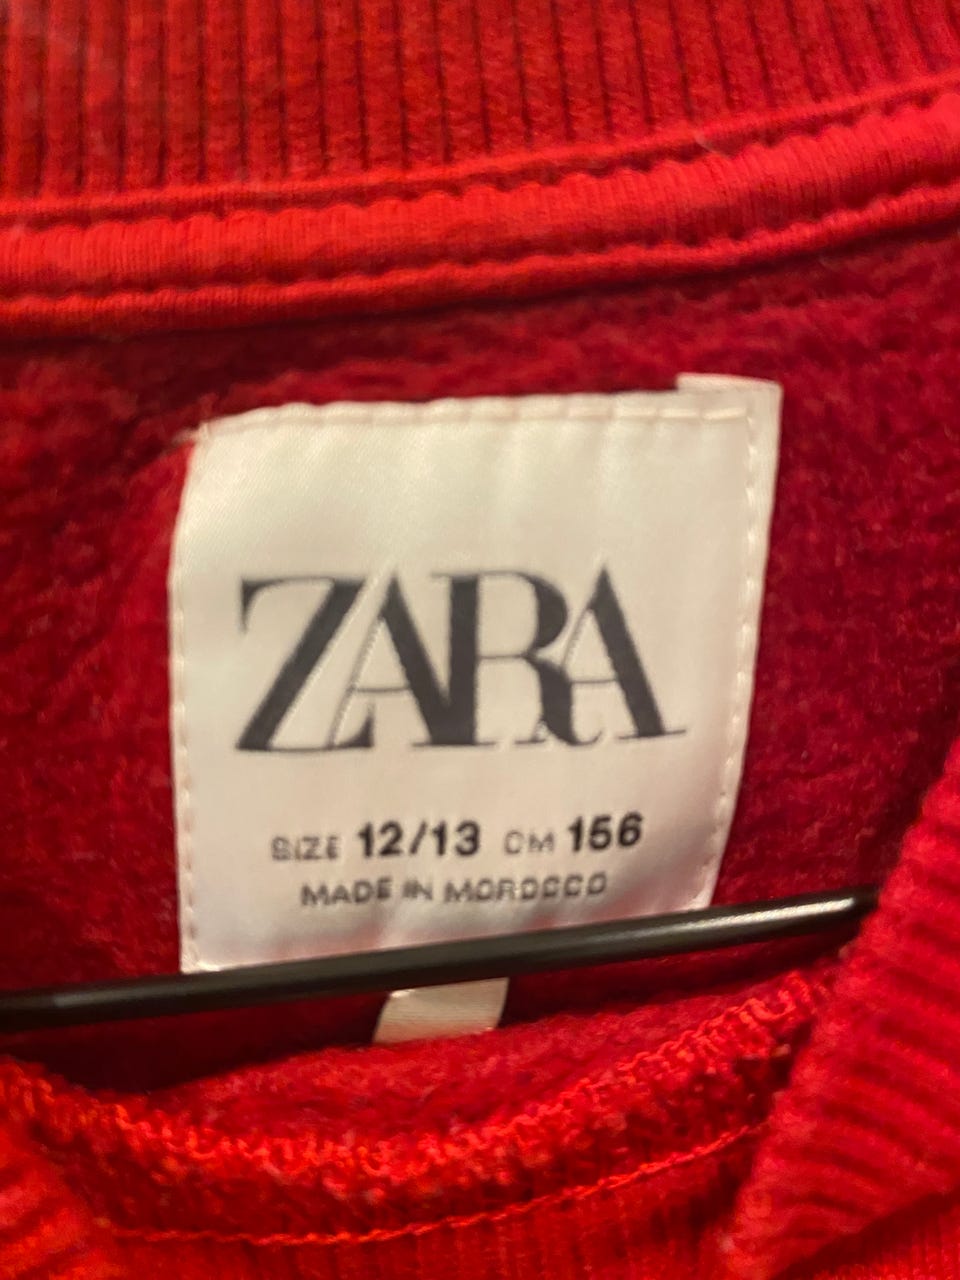 ZARA
SIZE 12/13 CM 156
MADE IN MOROCCO